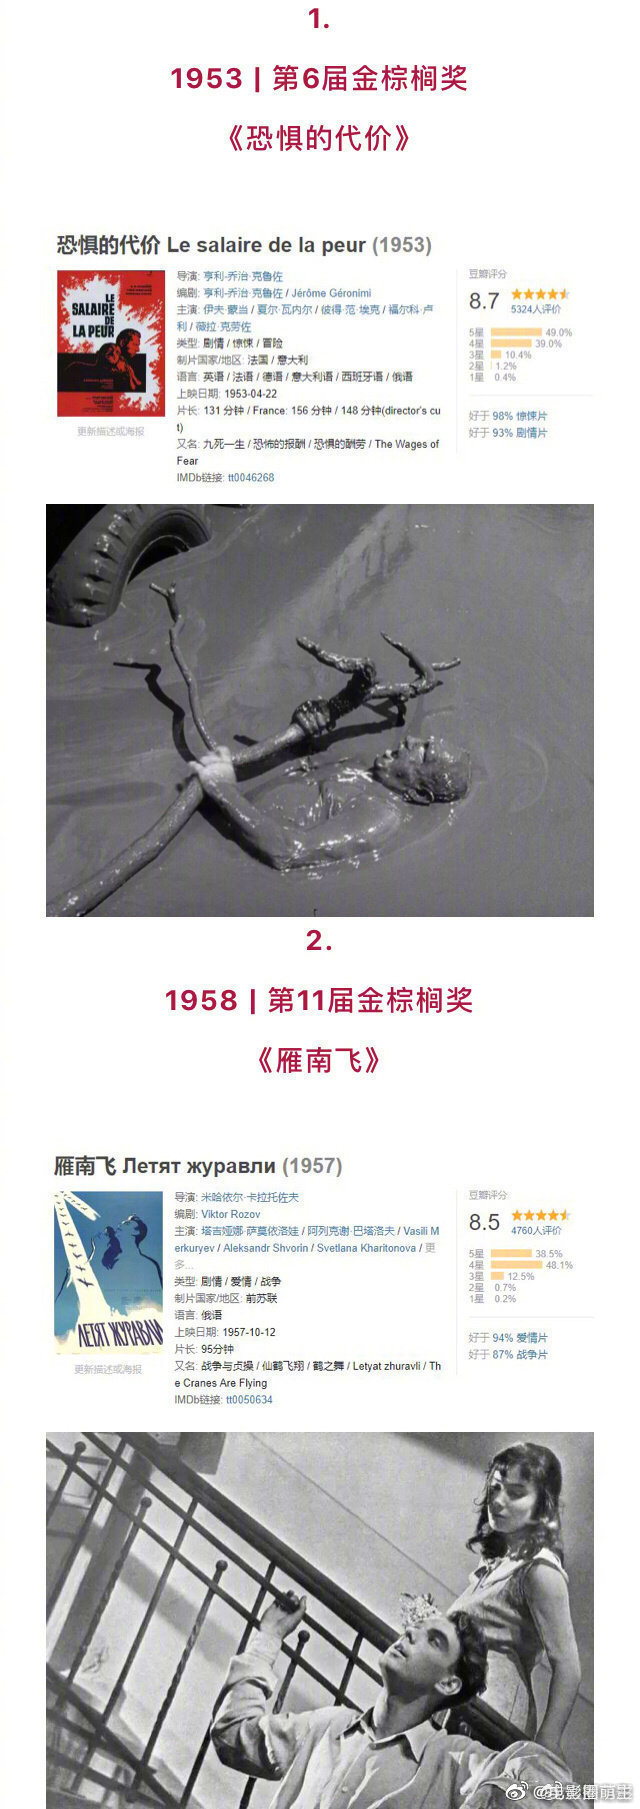 1.
1953 | 第6届金棕榈奖
《恐惧的代价》
恐惧的代价 Le salaire de la peur (1953)
LE
SALAIRE
DE
LA PEUR
更新描述或海报
导演: 亨利-乔治·克鲁佐
编剧: 亨利-乔治·克鲁佐 / Jérôme Géronimi
主演: 伊夫·蒙当 / 夏尔·瓦内尔 / 彼得·范·埃克 / 福尔科·卢
利 / 薇拉·克劳佐
类型: 剧情 / 惊悚 / 冒险
制片国家/地区: 法国 / 意大利
语言: 英语 / 法语 / 德语 / 意大利语 / 西班牙语 / 俄语
上映日期: 1953-04-22
片长: 131 分钟 / France: 156 分钟 / 148 分钟(director's cu
t)
又名: 九死一生 / 恐怖的报酬 / 恐惧的酬劳 / The Wages of
Fear
IMDb链接: tt0046268
豆瓣评分
8.7
5324人评价
5星 49.0%
4星 39.0%
3星 10.4%
2星 1.2%
1星 0.4%
好于 98% 惊悚片
好于 93% 剧情片
2.
1958 | 第11届金棕榈奖
《雁南飞》
雁南飞 Летят журавли (1957)
ЛЕТЯТ ЖУРАВЛИ
更新描述或海报
导演: 米哈依尔·卡拉托佐夫
编剧: Viktor Rozov
主演: 塔吉娅娜·萨莫依洛娃 / 阿列克谢·巴塔洛夫 / Vasili M
erkuryev / Aleksandr Shvorin / Svetlana Kharitonova / 更
多...
类型: 剧情 / 爱情 / 战争
制片国家/地区: 前苏联
语言: 俄语
上映日期: 1957-10-12
片长: 95分钟
又名: 战争与贞操 / 仙鹤飞翔 / 鹤之舞 / Letyat zhuravli / Th
e Cranes Are Flying
IMDb链接: tt0050634
豆瓣评分
8.5
4760人评价
5星 38.5%
4星 48.1%
3星 12.5%
2星 0.7%
1星 0.2%
好于 94% 爱情片
好于 87% 战争片
@电影圈萌主